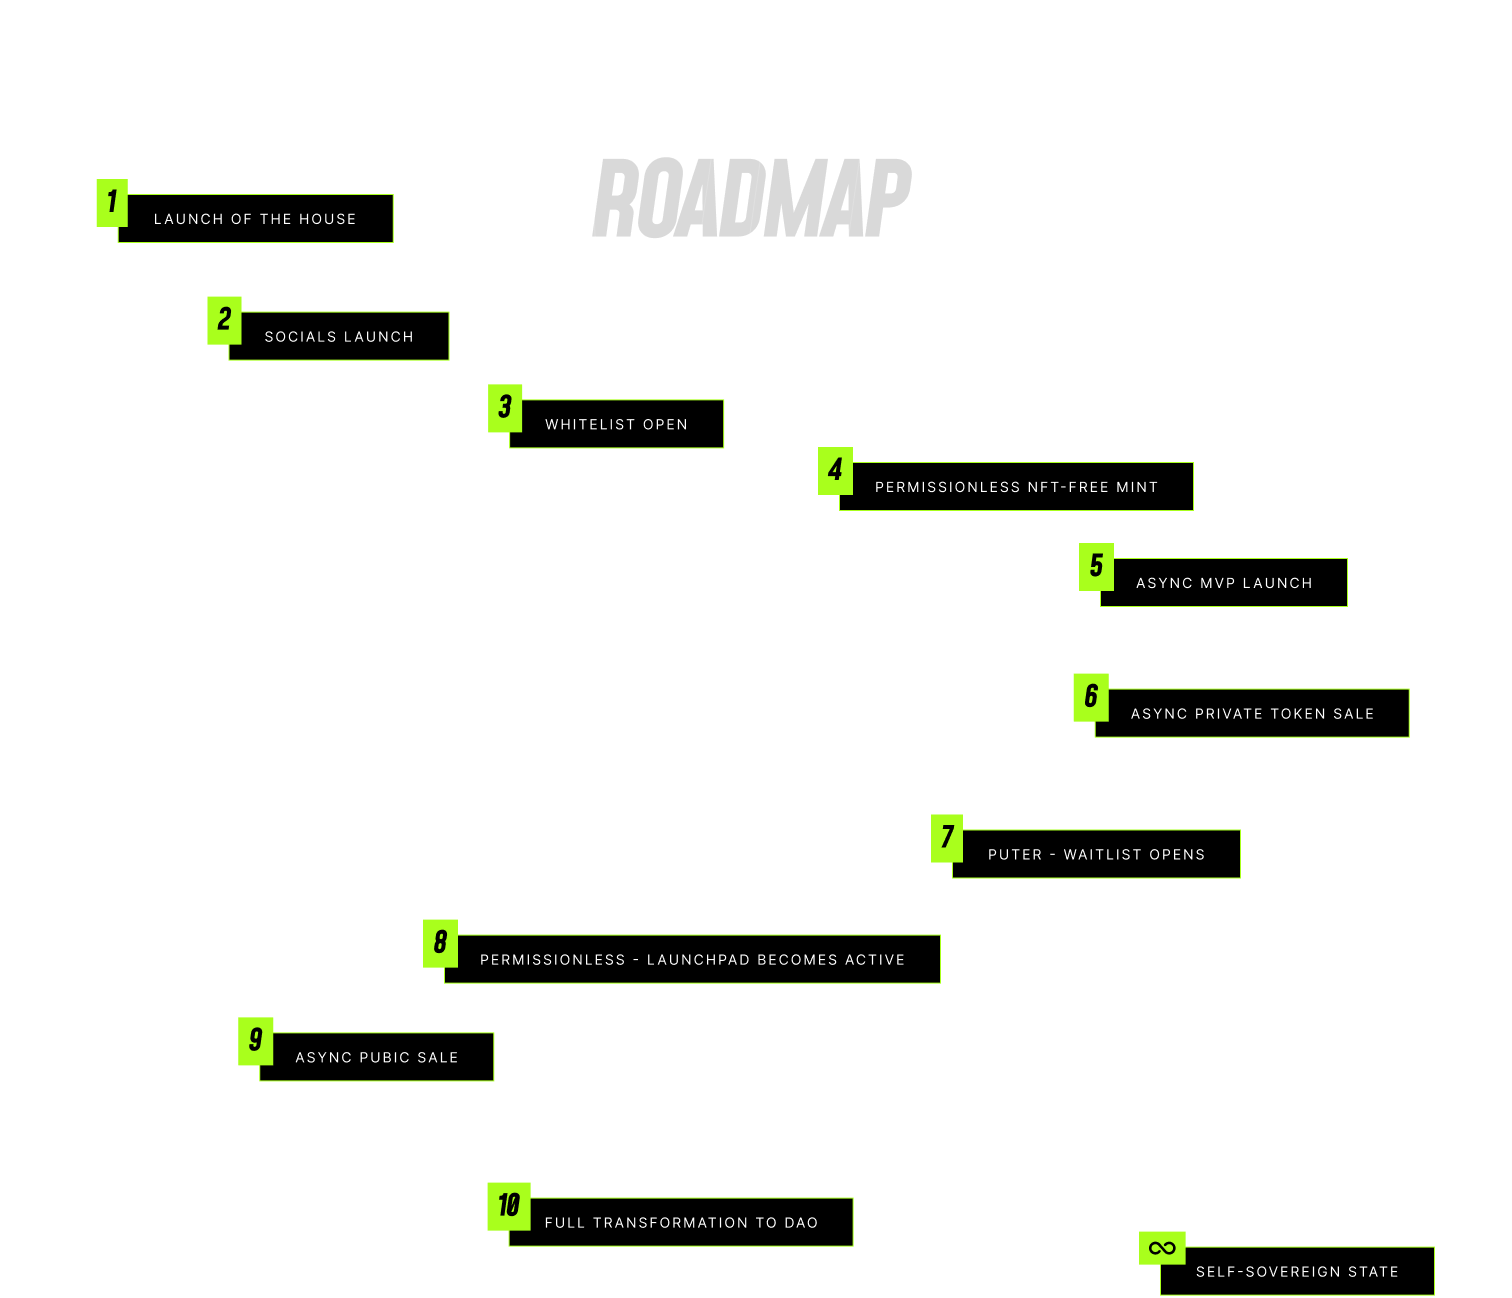 ROADMAP
1
LAUNCH OF THE HOUSE
2
SOCIALS LAUNCH
3
WHITELIST OPEN
4
PERMISSIONLESS NFT-FREE MINT
5
ASYNC MVP LAUNCH
6
ASYNC PRIVATE TOKEN SALE
7
PUTER - WAITLIST OPENS
8
PERMISSIONLESS - LAUNCHPAD BECOMES ACTIVE
9
ASYNC PUBIC SALE
10
FULL TRANSFORMATION TO DAO
∞
SELF-SOVEREIGN STATE